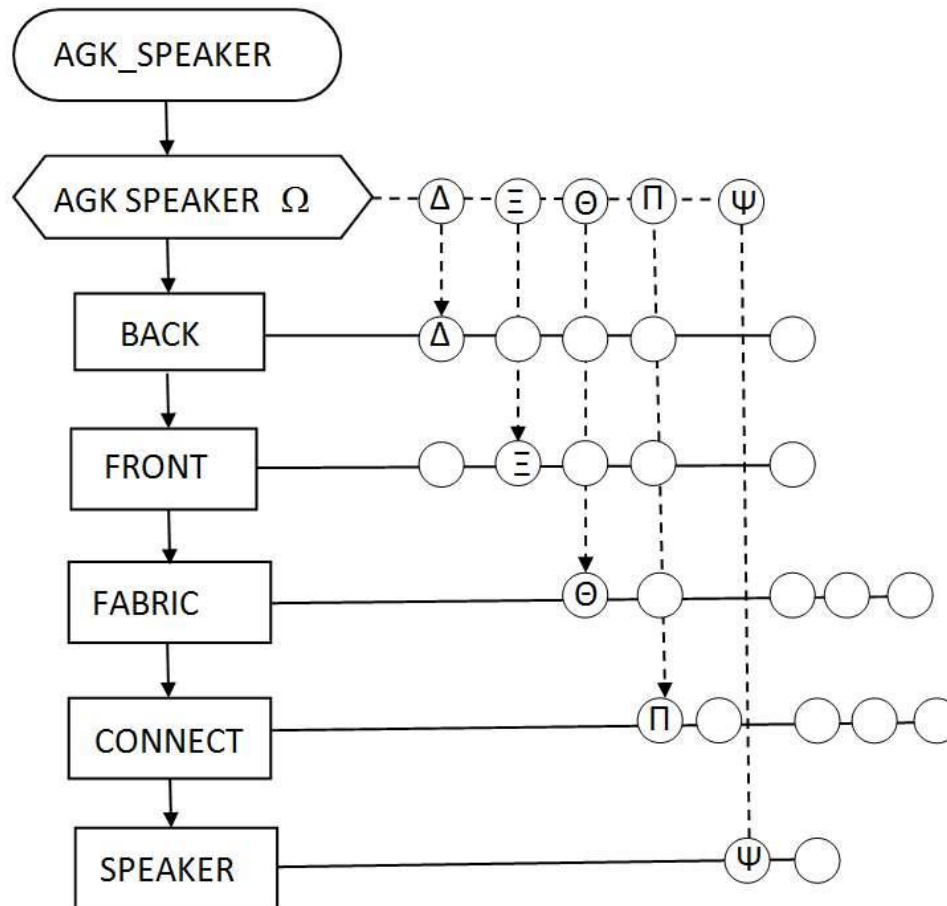 AGK_SPEAKER
AGK SPEAKER Ω Δ Ξ Θ Π Ψ
BACK Δ
FRONT Ξ
FABRIC Θ
CONNECT Π
SPEAKER Ψ